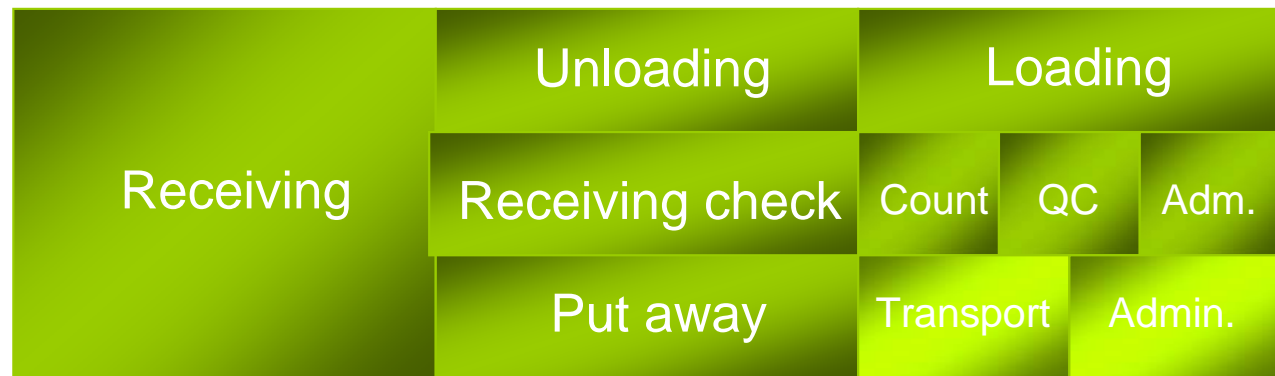 Receiving
Unloading
Loading
Receiving check
Count
QC
Adm.
Put away
Transport
Admin.